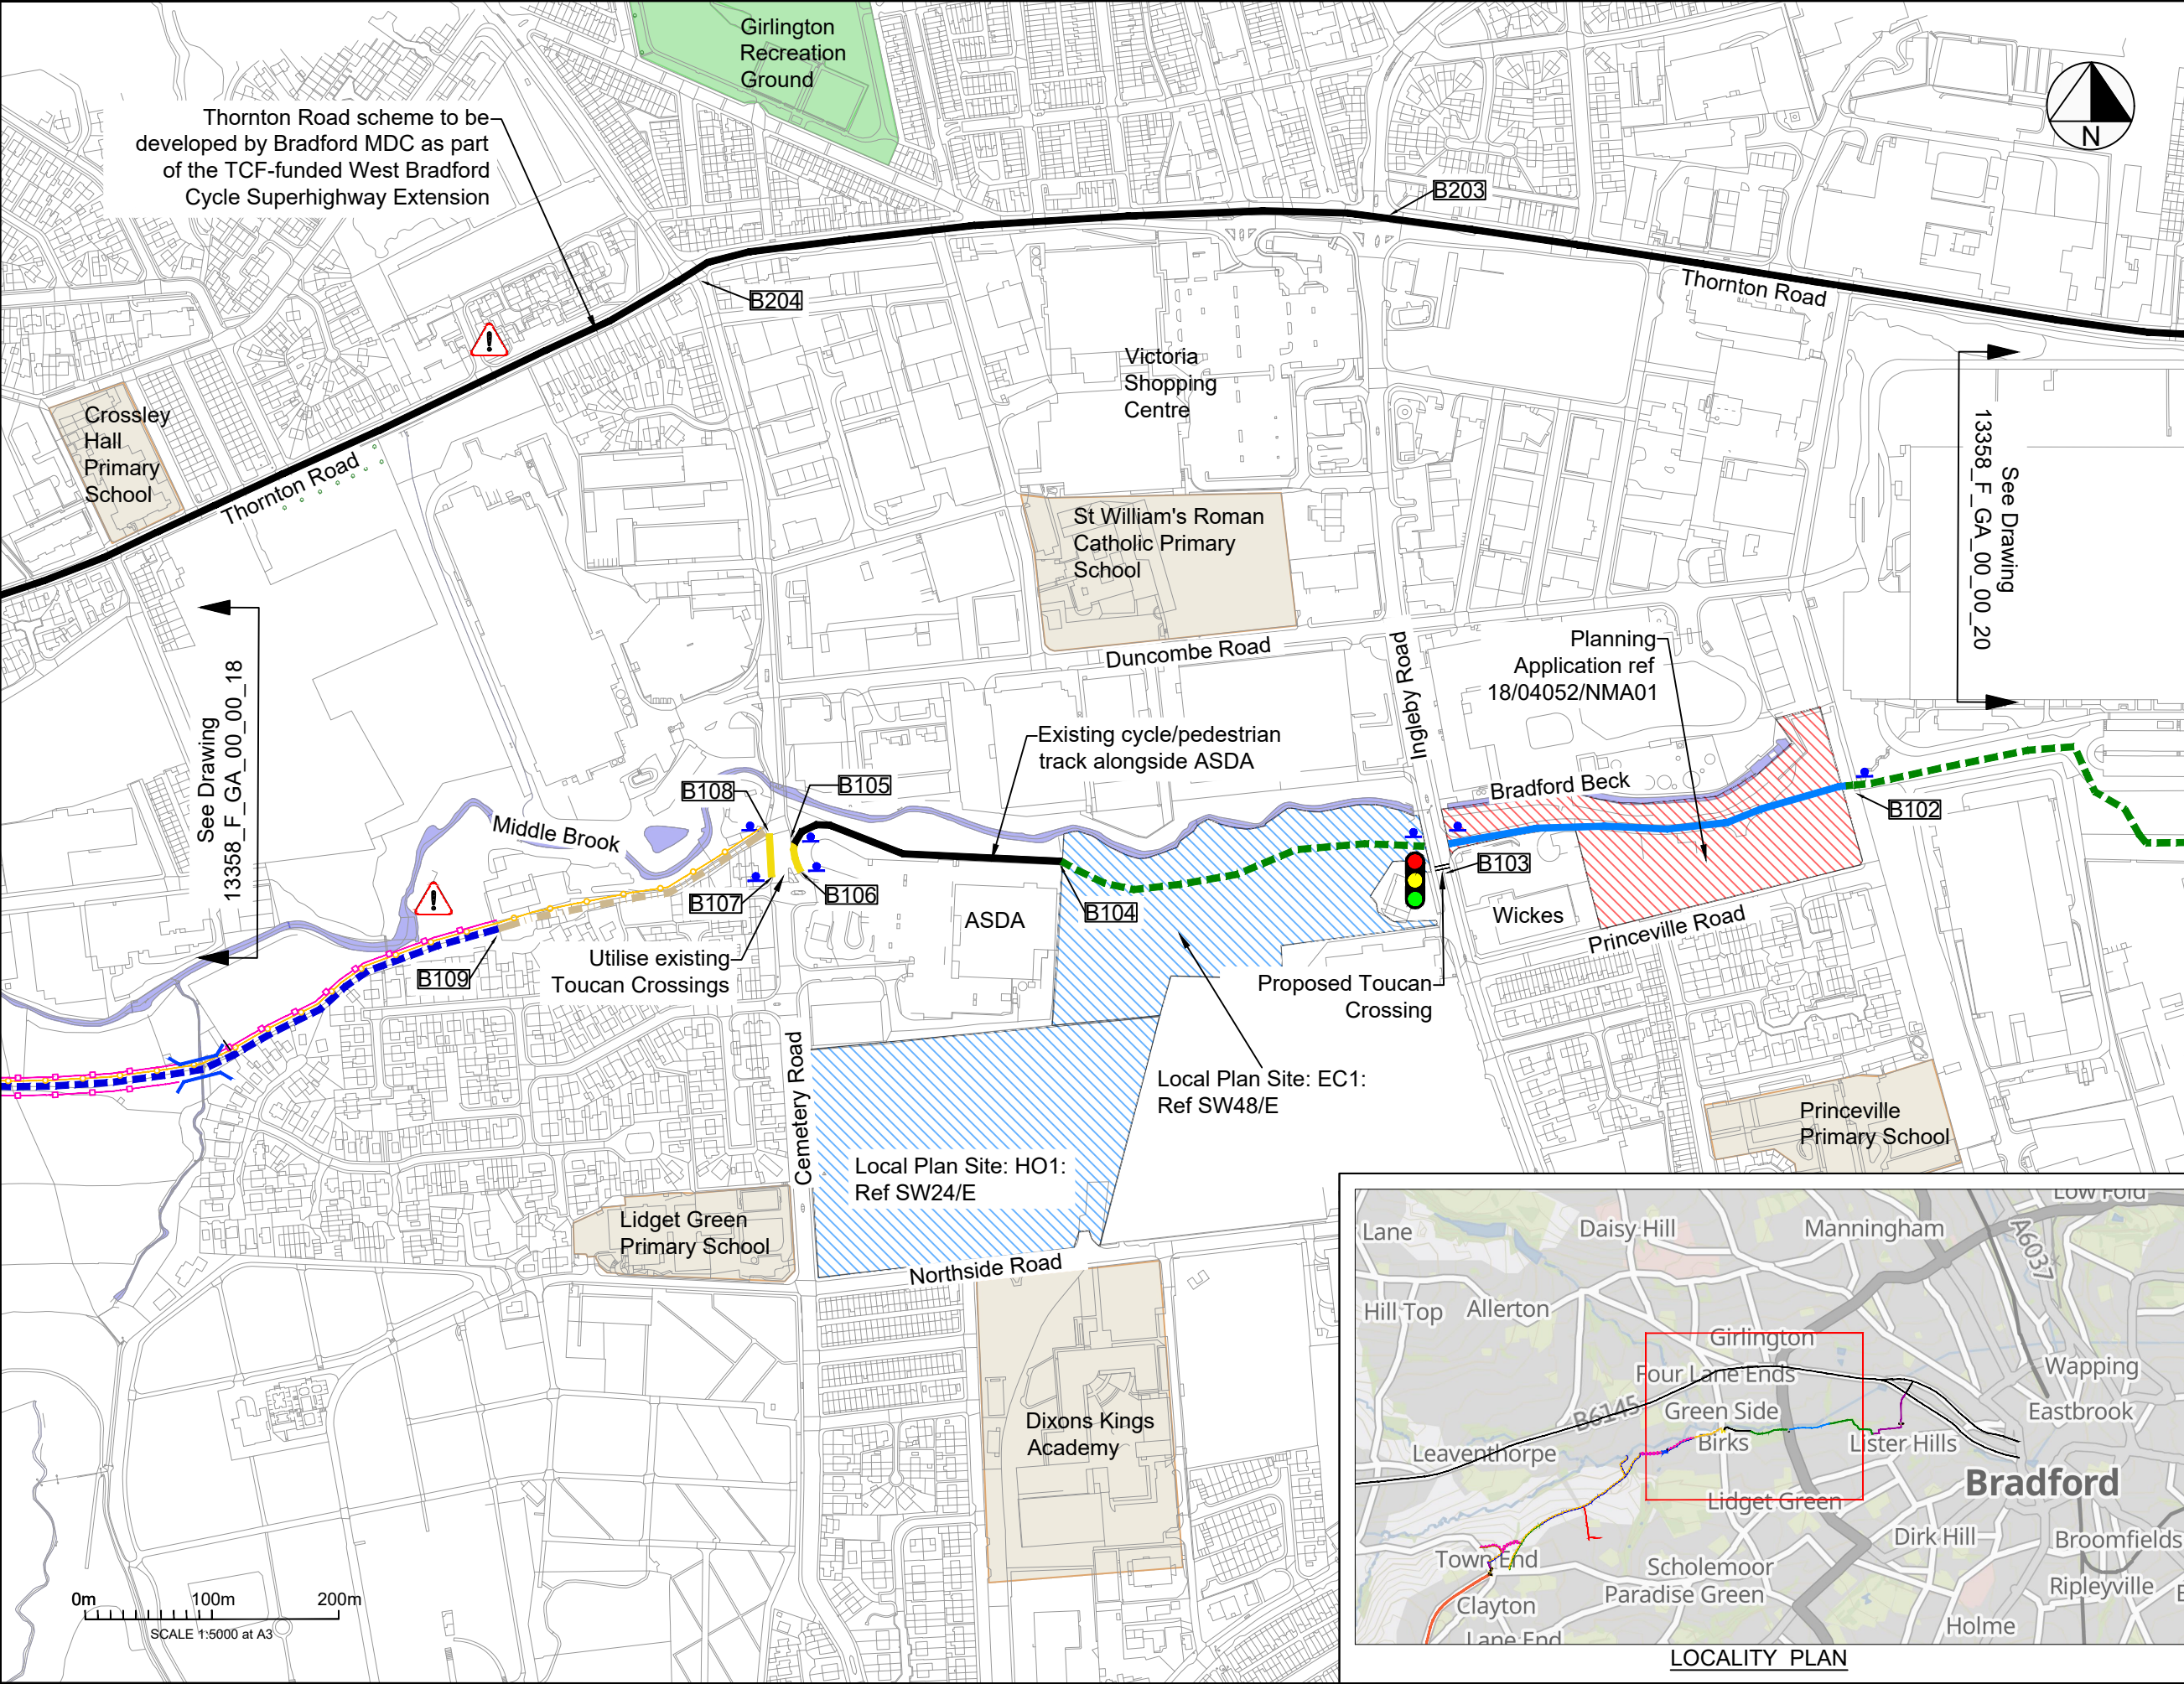 Girlington
Recreation
Ground
Thornton Road scheme to be
developed by Bradford MDC as part
of the TCF-funded West Bradford
Cycle Superhighway Extension
N
B203
B204
Thornton Road
Victoria
Shopping
Centre
Crossley
Hall
Primary
School
Thornton Road
See Drawing
13358_F_GA_00_00_20
St William's Roman
Catholic Primary
School
Duncombe Road
Ingleby Road
Planning
Application ref
18/04052/NMA01
See Drawing
13358_F_GA_00_00_18
Existing cycle/pedestrian
track alongside ASDA
B108
B105
Bradford Beck
B102
Middle Brook
B103
B107
B106
ASDA
B104
Wickes
Princeville Road
B109
Utilise existing
Toucan Crossings
Proposed Toucan
Crossing
Cemetery Road
Local Plan Site: EC1:
Ref SW48/E
Princeville
Primary School
Local Plan Site: HO1:
Ref SW24/E
Lidget Green
Primary School
Northside Road
Dixons Kings
Academy
0m
100m
200m
SCALE 1:5000 at A3
Low Fold
Lane
Daisy Hill
Manningham
A6037
Hill Top
Allerton
Girlington
Four Lane Ends
Wapping
B6145
Green Side
Eastbrook
Leaventhorpe
Birks
Lister Hills
Bradford
Lidget Green
Dirk Hill
Broomfields
Town End
Scholemoor
Paradise Green
Ripleyville
Clayton
Holme
Lane End
LOCALITY PLAN